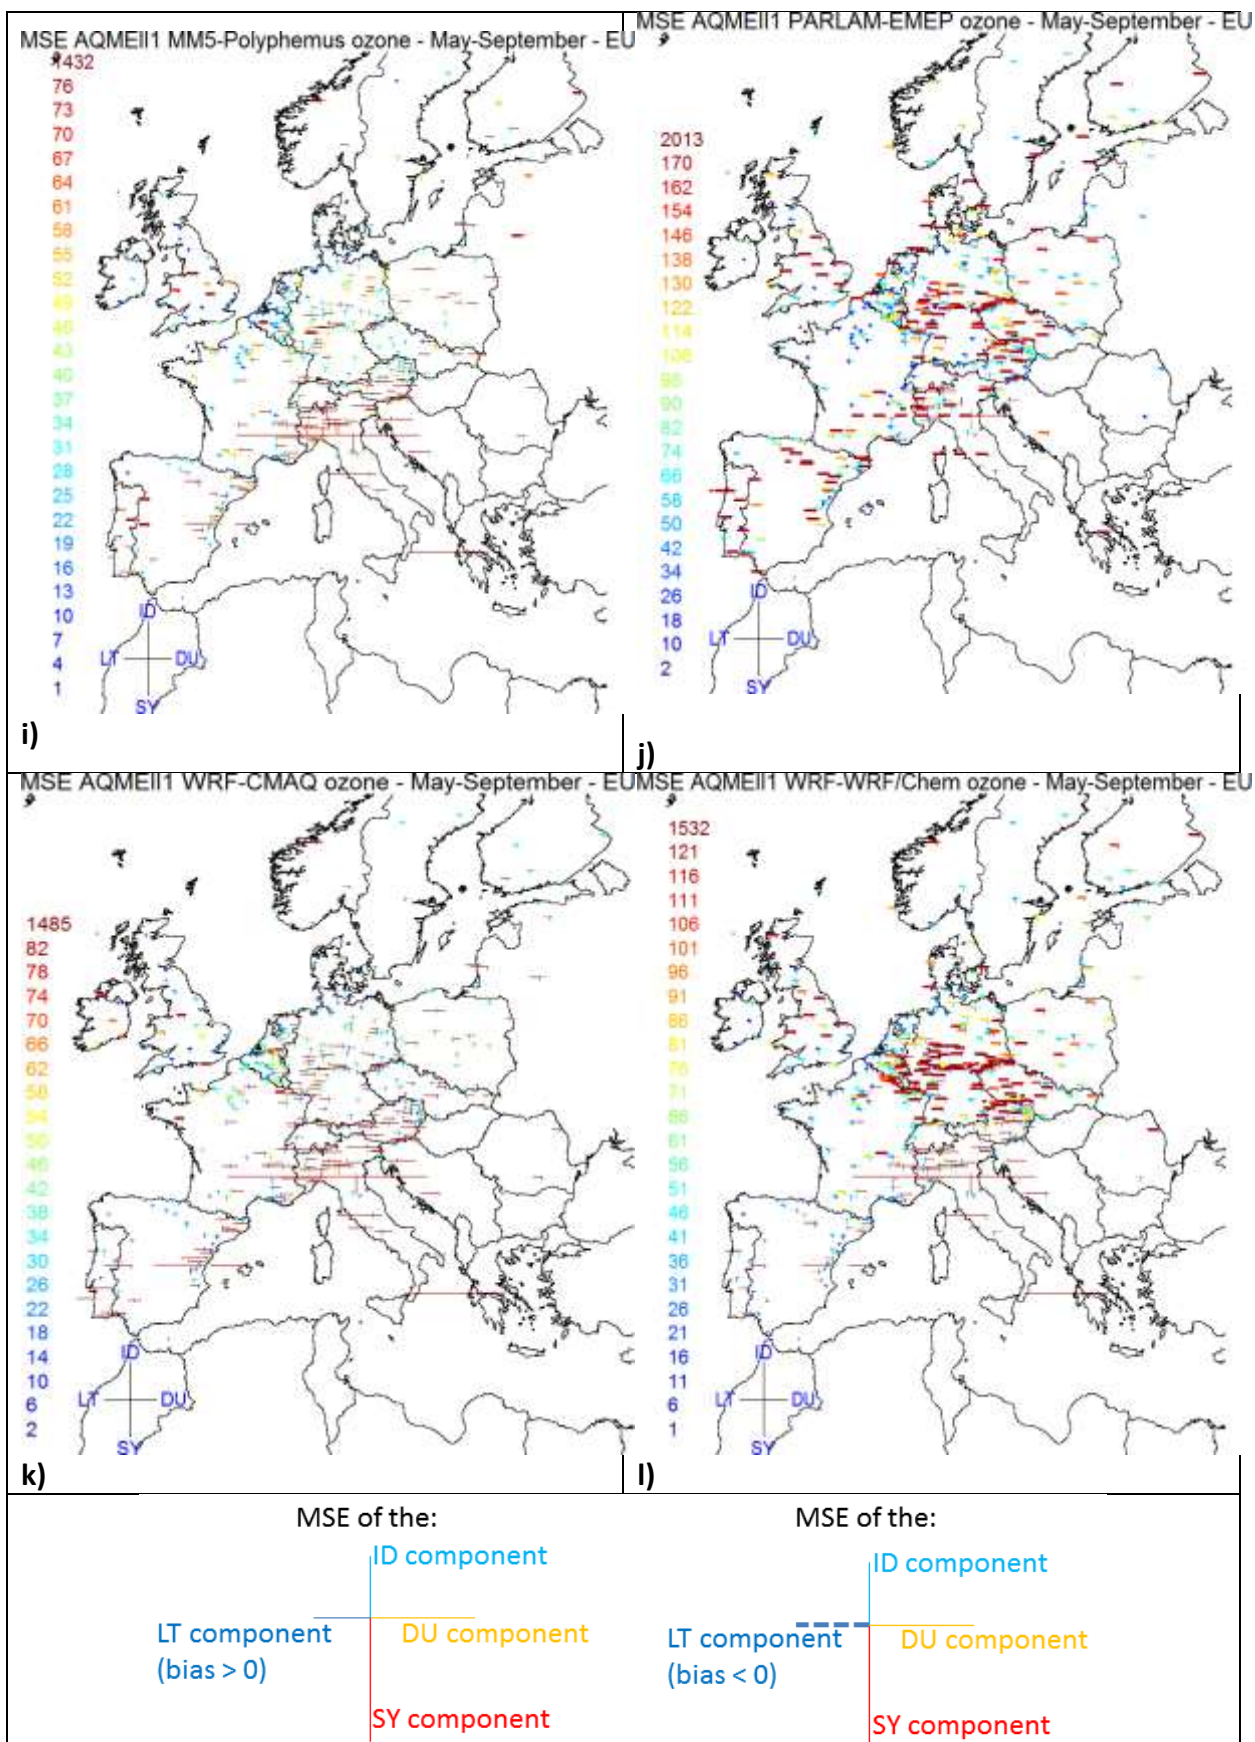 MSE AQMEII1 MM5-Polyphemus ozone - May-September - EU
1432
76
73
70
67
64
61
58
55
52
49
46
43
40
37
34
31
28
25
22
19
16
13
10
7
4
1
ID
LT
DU
SY
i)
MSE AQMEII1 PARLAM-EMEP ozone - May-September - EU
2013
170
162
154
146
138
130
122
114
106
98
90
82
74
66
58
50
42
34
26
18
10
2
ID
LT
DU
SY
j)
MSE AQMEII1 WRF-CMAQ ozone - May-September - EU
1485
82
78
74
70
66
62
58
54
50
46
42
38
34
30
26
22
18
14
10
6
2
ID
LT
DU
SY
k)
MSE AQMEII1 WRF-WRF/Chem ozone - May-September - EU
1532
121
116
111
106
101
96
91
86
81
76
71
66
61
56
51
46
41
36
31
26
21
16
11
6
1
ID
LT
DU
SY
l)
MSE of the:
ID component
LT component
(bias > 0)
DU component
SY component
MSE of the:
ID component
LT component
(bias < 0)
DU component
SY component